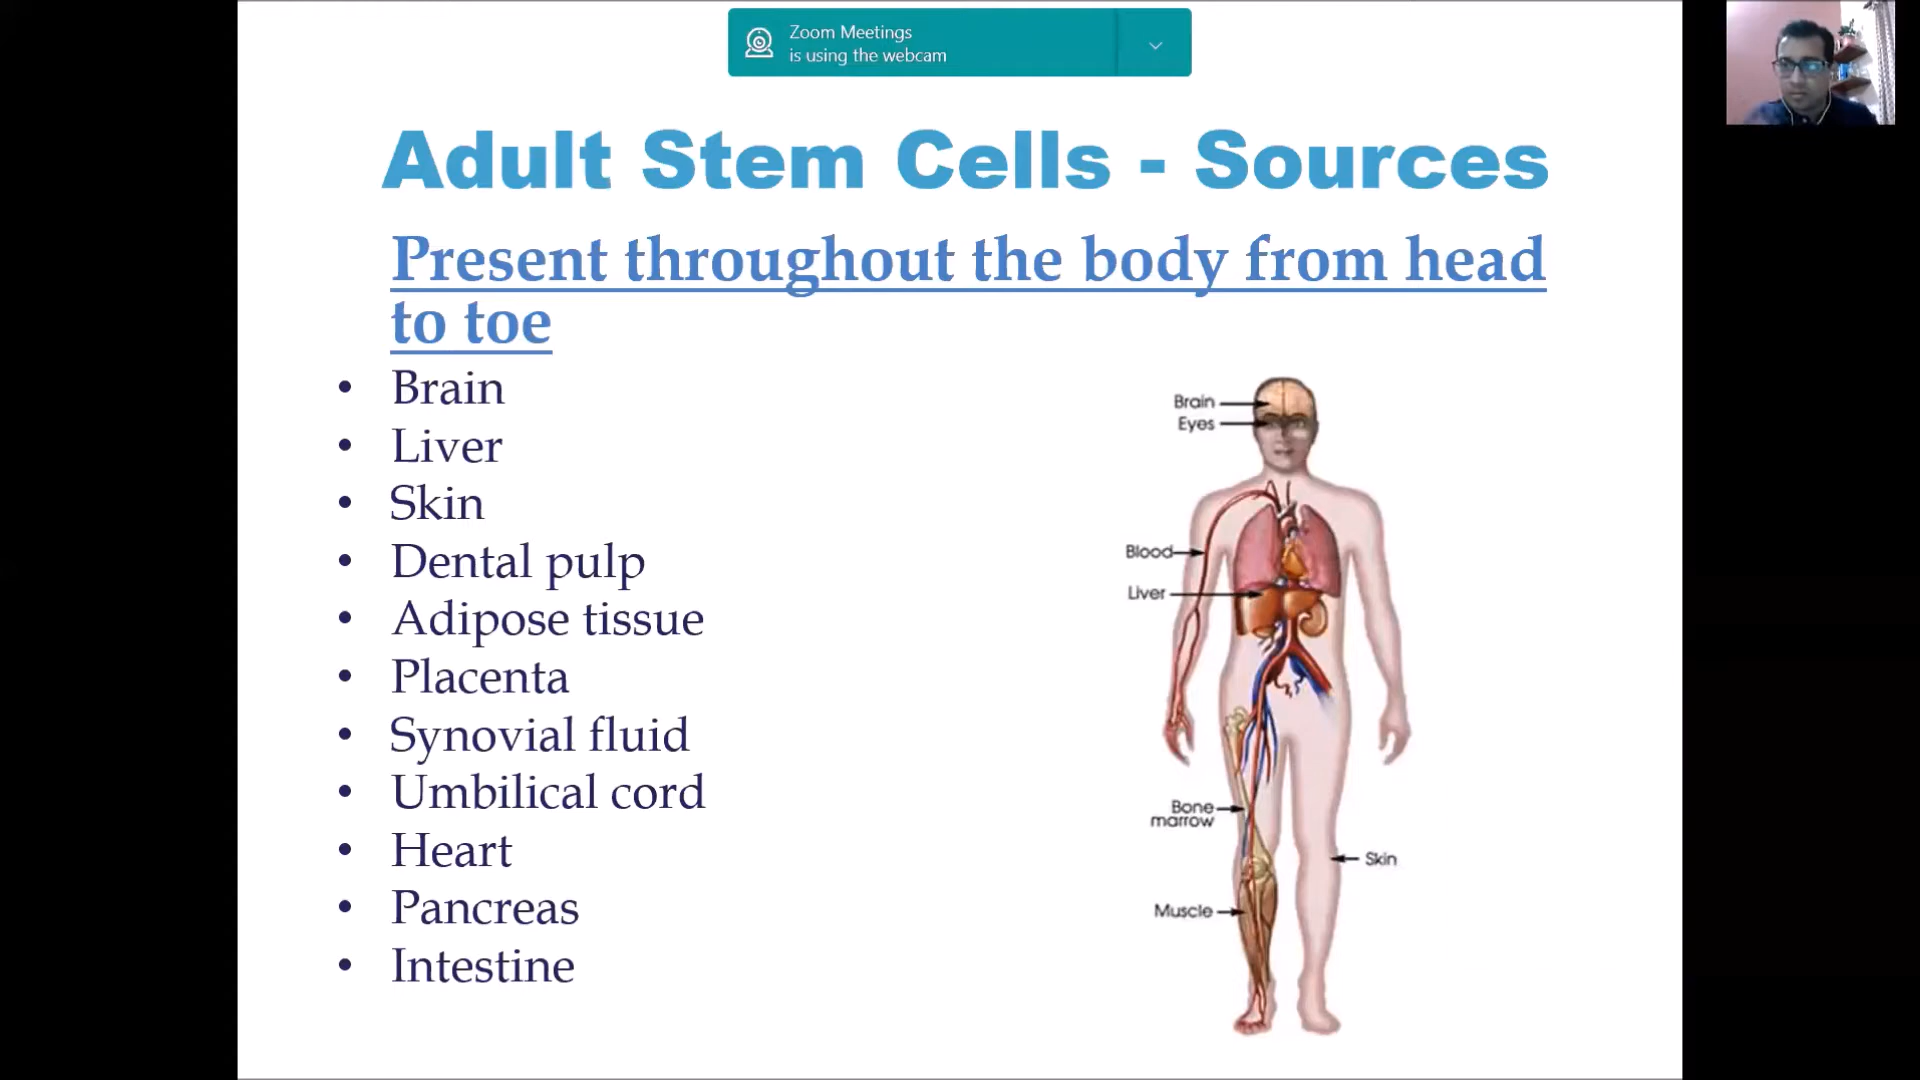 Zoom Meetings
is using the webcam
Adult Stem Cells - Sources
Present throughout the body from head
to toe
• Brain
• Liver
• Skin
• Dental pulp
• Adipose tissue
• Placenta
• Synovial fluid
• Umbilical cord
• Heart
• Pancreas
• Intestine
Brain
Eyes
Blood
Liver
Bone
marrow
Skin
Muscle